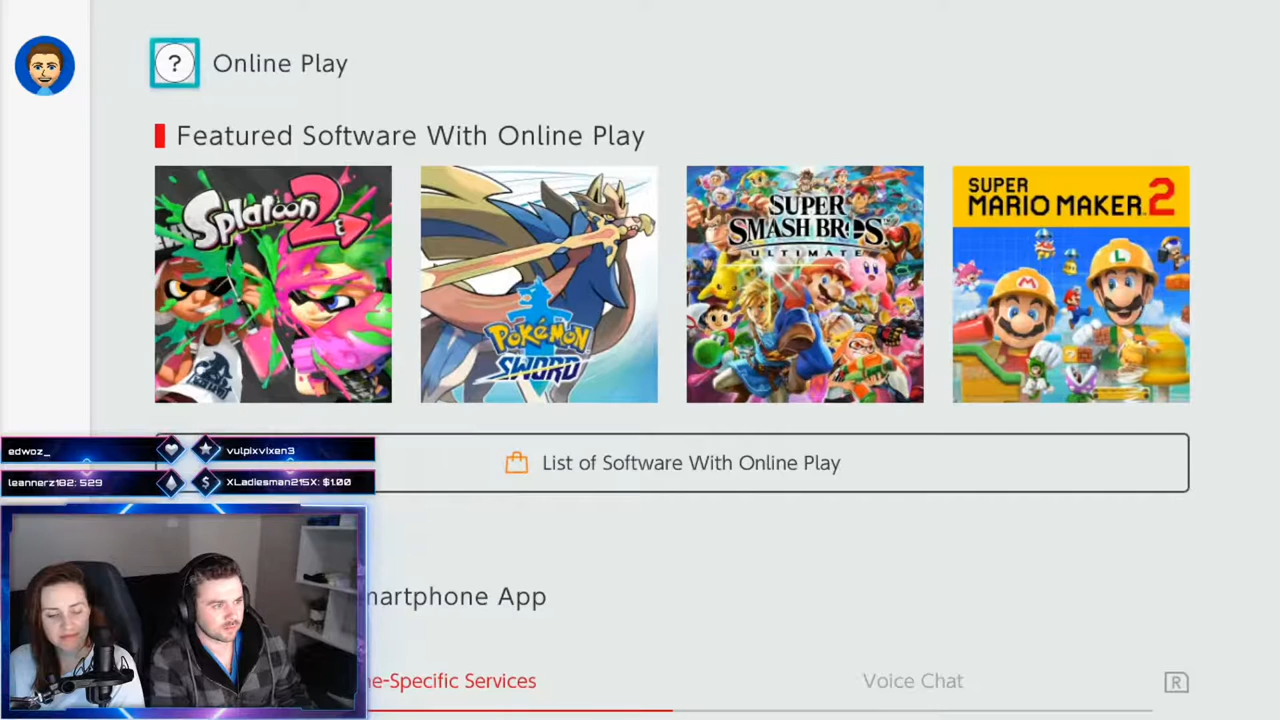 ?
Online Play
Featured Software With Online Play
Splatoon 2
POKÉMON
SWORD
SUPER
SMASH BROS.
ULTIMATE
SUPER
MARIO MAKER 2
List of Software With Online Play
edwoz_
vulpixvixen3
leannerz182: 529
$ XLadiesman215X: $1.00
martphone App
e-Specific Services
Voice Chat
R